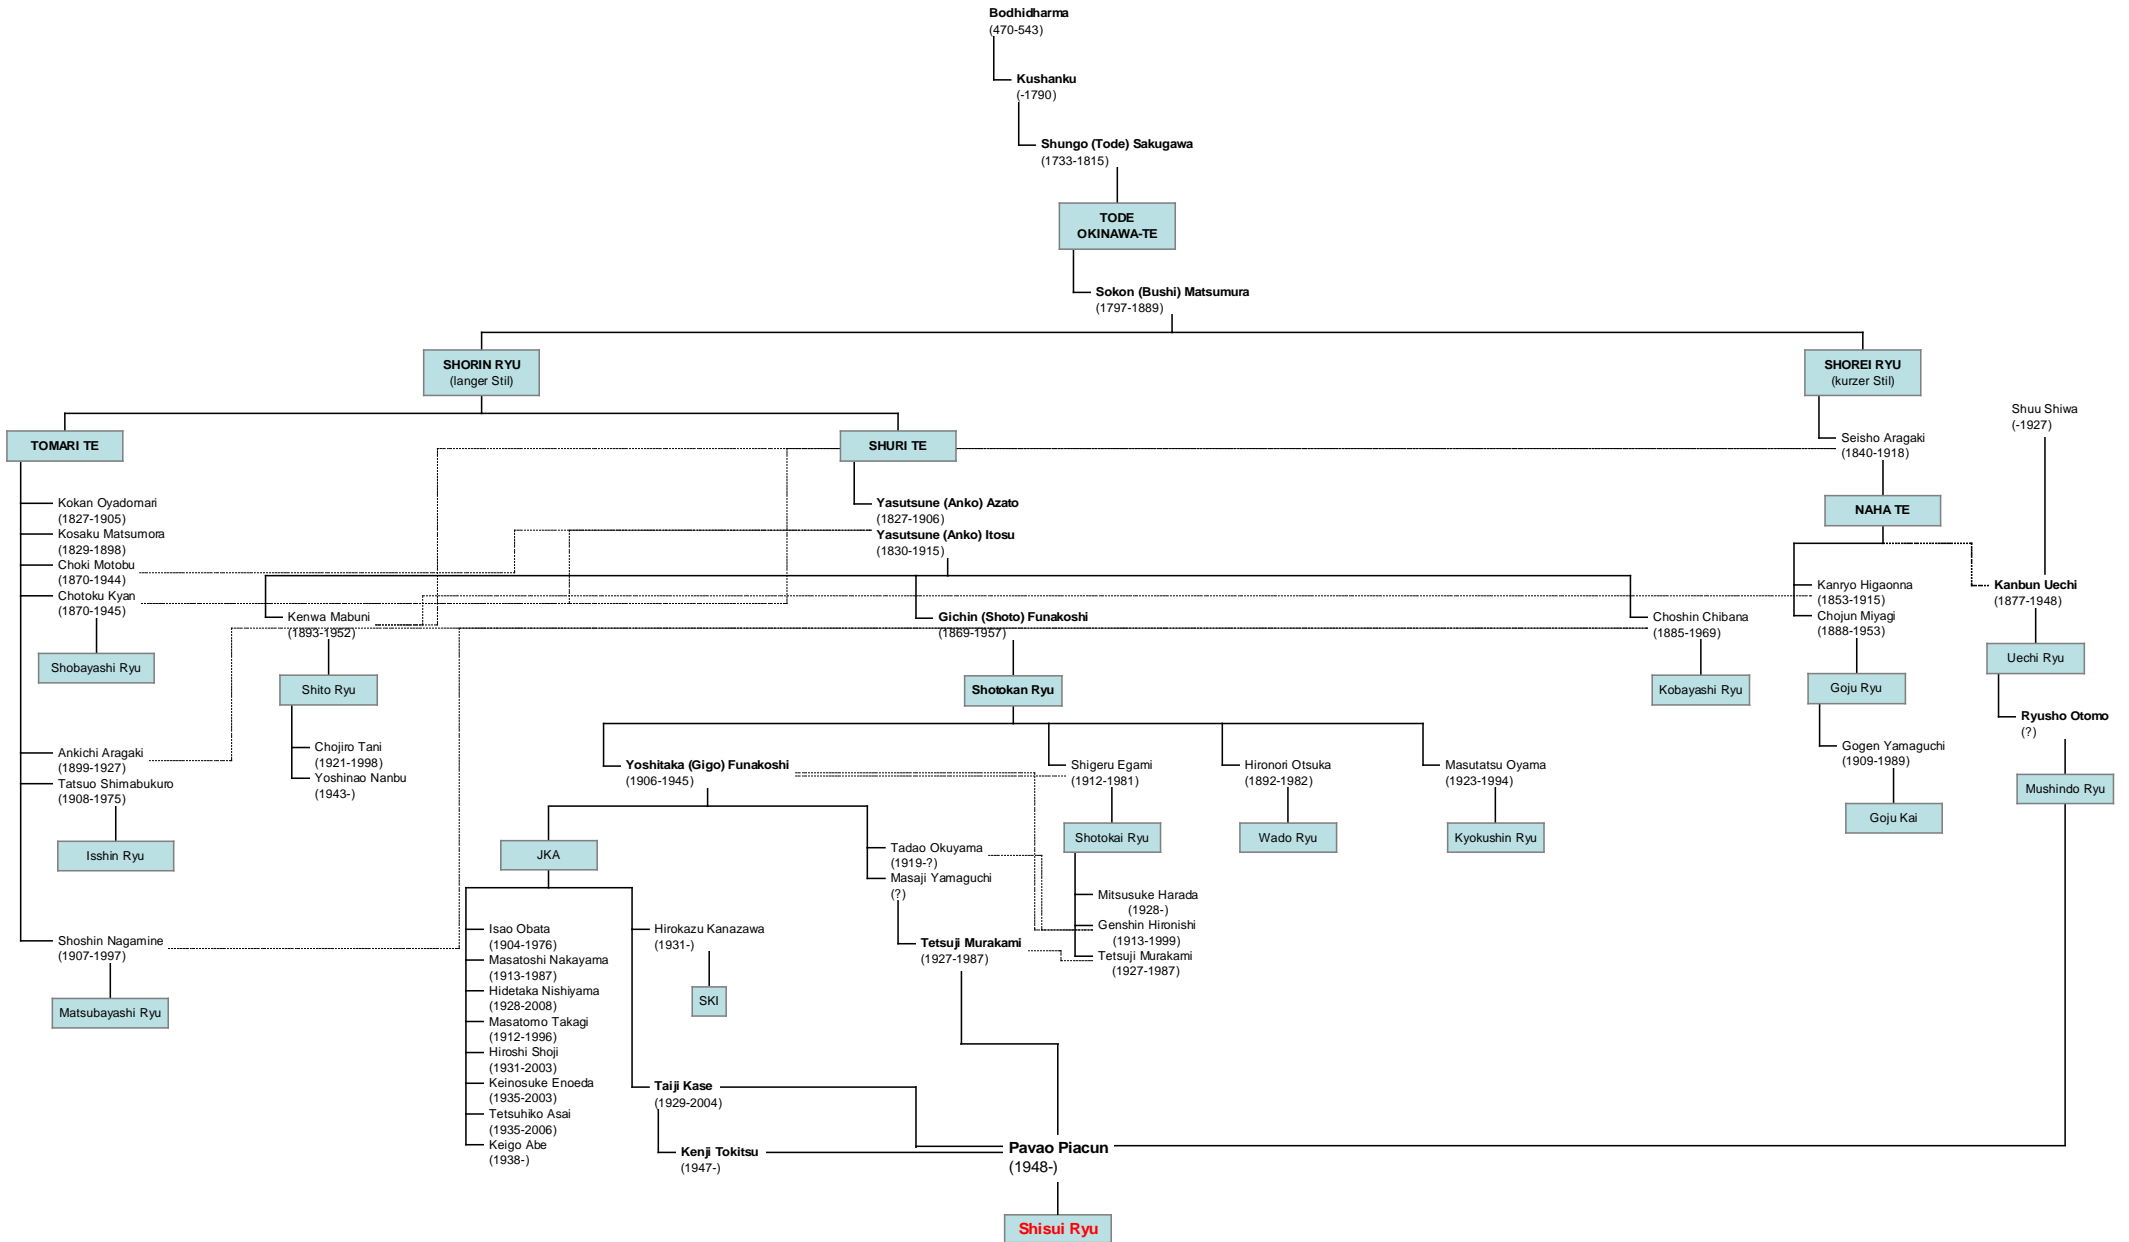 Bodhidharma
(470-543)
Kushanku
(-1790)
Shungo (Tode) Sakugawa
(1733-1815)
TODE
OKINAWA-TE
Sokon (Bushi) Matsumura
(1797-1889)
SHORIN RYU
(langer Stil)
SHOREI RYU
(kurzer Stil)
Shuu Shiwa
(-1927)
TOMARI TE
SHURI TE
Seisho Aragaki
(1840-1918)
Kokan Oyadomari
(1827-1905)
Kosaku Matsumora
(1829-1898)
Choki Motobu
(1870-1944)
Chotoku Kyan
(1870-1945)
Yasutsune (Anko) Azato
(1827-1906)
Yasutsune (Anko) Itosu
(1830-1915)
NAHA TE
Kanryo Higaonna
(1853-1915)
Chojun Miyagi
(1888-1953)
Kanbun Uechi
(1877-1948)
Kenwa Mabuni
(1893-1952)
Gichin (Shoto) Funakoshi
(1869-1957)
Choshin Chibana
(1885-1969)
Shobayashi Ryu
Shito Ryu
Shotokan Ryu
Kobayashi Ryu
Goju Ryu
Uechi Ryu
Ryusho Otomo
(?)
Ankichi Aragaki
(1899-1927)
Tatsuo Shimabukuro
(1908-1975)
Chojiro Tani
(1921-1998)
Yoshinao Nanbu
(1943-)
Yoshitaka (Gigo) Funakoshi
(1906-1945)
Shigeru Egami
(1912-1981)
Hironori Otsuka
(1892-1982)
Masutatsu Oyama
(1923-1994)
Gogen Yamaguchi
(1909-1989)
Mushindo Ryu
Isshin Ryu
JKA
Tadao Okuyama
(1919-?)
Masaji Yamaguchi
(?)
Shotokai Ryu
Wado Ryu
Kyokushin Ryu
Goju Kai
Mitsusuke Harada
(1928-)
Genshin Hironishi
(1913-1999)
Tetsuji Murakami
(1927-1987)
Shoshin Nagamine
(1907-1997)
Isao Obata
(1904-1976)
Masatoshi Nakayama
(1913-1987)
Hidetaka Nishiyama
(1928-2008)
Masatomo Takagi
(1912-1996)
Hiroshi Shoji
(1931-2003)
Keinosuke Enoeda
(1935-2003)
Tetsuhiko Asai
(1935-2006)
Keigo Abe
(1938-)
Hirokazu Kanazawa
(1931-)
Tetsuji Murakami
(1927-1987)
SKI
Matsubayashi Ryu
Taiji Kase
(1929-2004)
Kenji Tokitsu
(1947-)
Pavao Piacun
(1948-)
Shisui Ryu